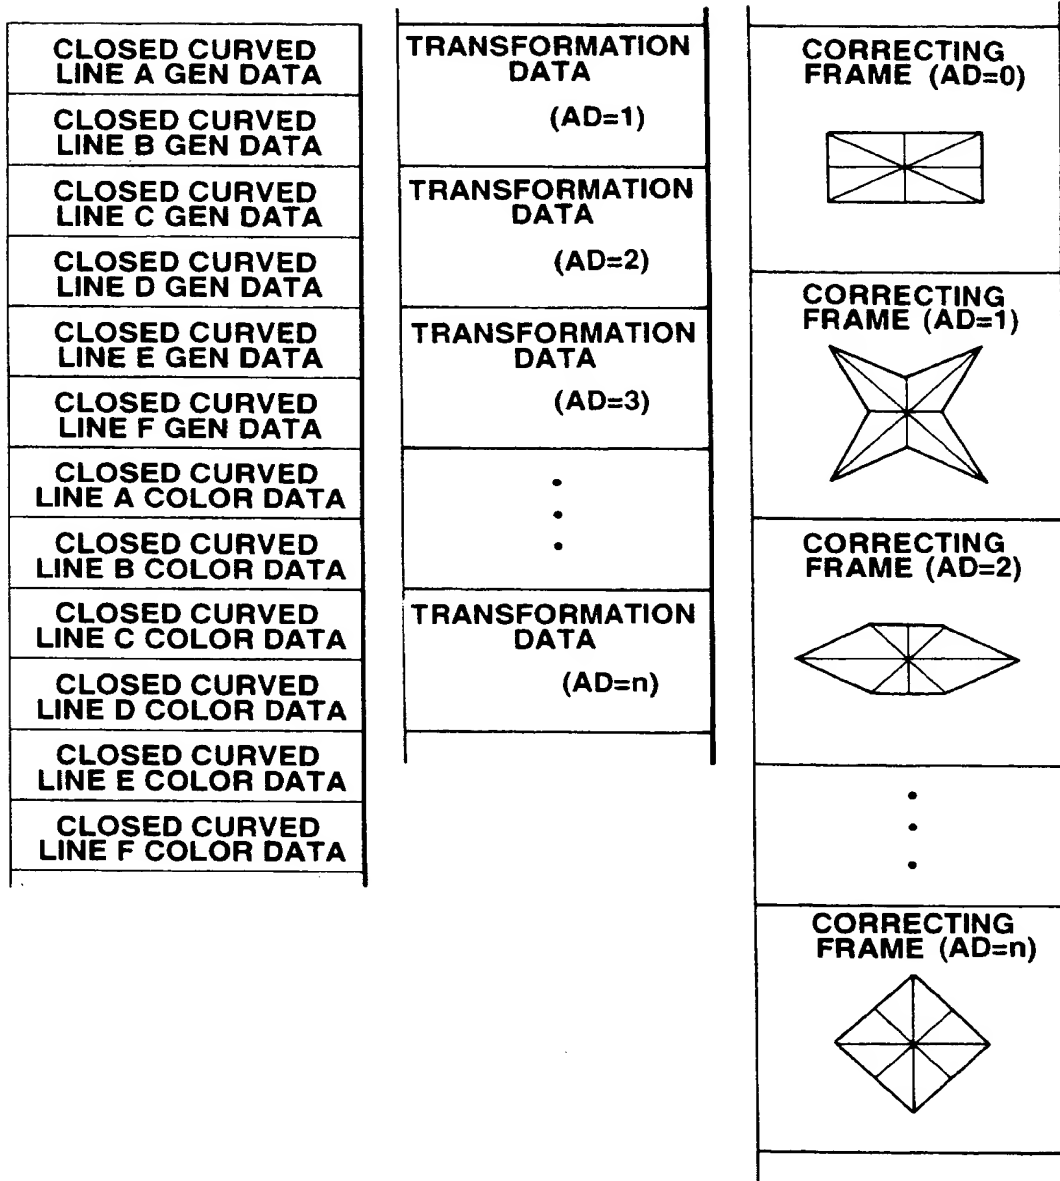 CLOSED CURVED
LINE A GEN DATA
CLOSED CURVED
LINE B GEN DATA
CLOSED CURVED
LINE C GEN DATA
CLOSED CURVED
LINE D GEN DATA
CLOSED CURVED
LINE E GEN DATA
CLOSED CURVED
LINE F GEN DATA
CLOSED CURVED
LINE A COLOR DATA
CLOSED CURVED
LINE B COLOR DATA
CLOSED CURVED
LINE C COLOR DATA
CLOSED CURVED
LINE D COLOR DATA
CLOSED CURVED
LINE E COLOR DATA
CLOSED CURVED
LINE F COLOR DATA
TRANSFORMATION
DATA
(AD=1)
TRANSFORMATION
DATA
(AD=2)
TRANSFORMATION
DATA
(AD=3)
TRANSFORMATION
DATA
(AD=n)
CORRECTING
FRAME (AD=0)
CORRECTING
FRAME (AD=1)
CORRECTING
FRAME (AD=2)
CORRECTING
FRAME (AD=n)